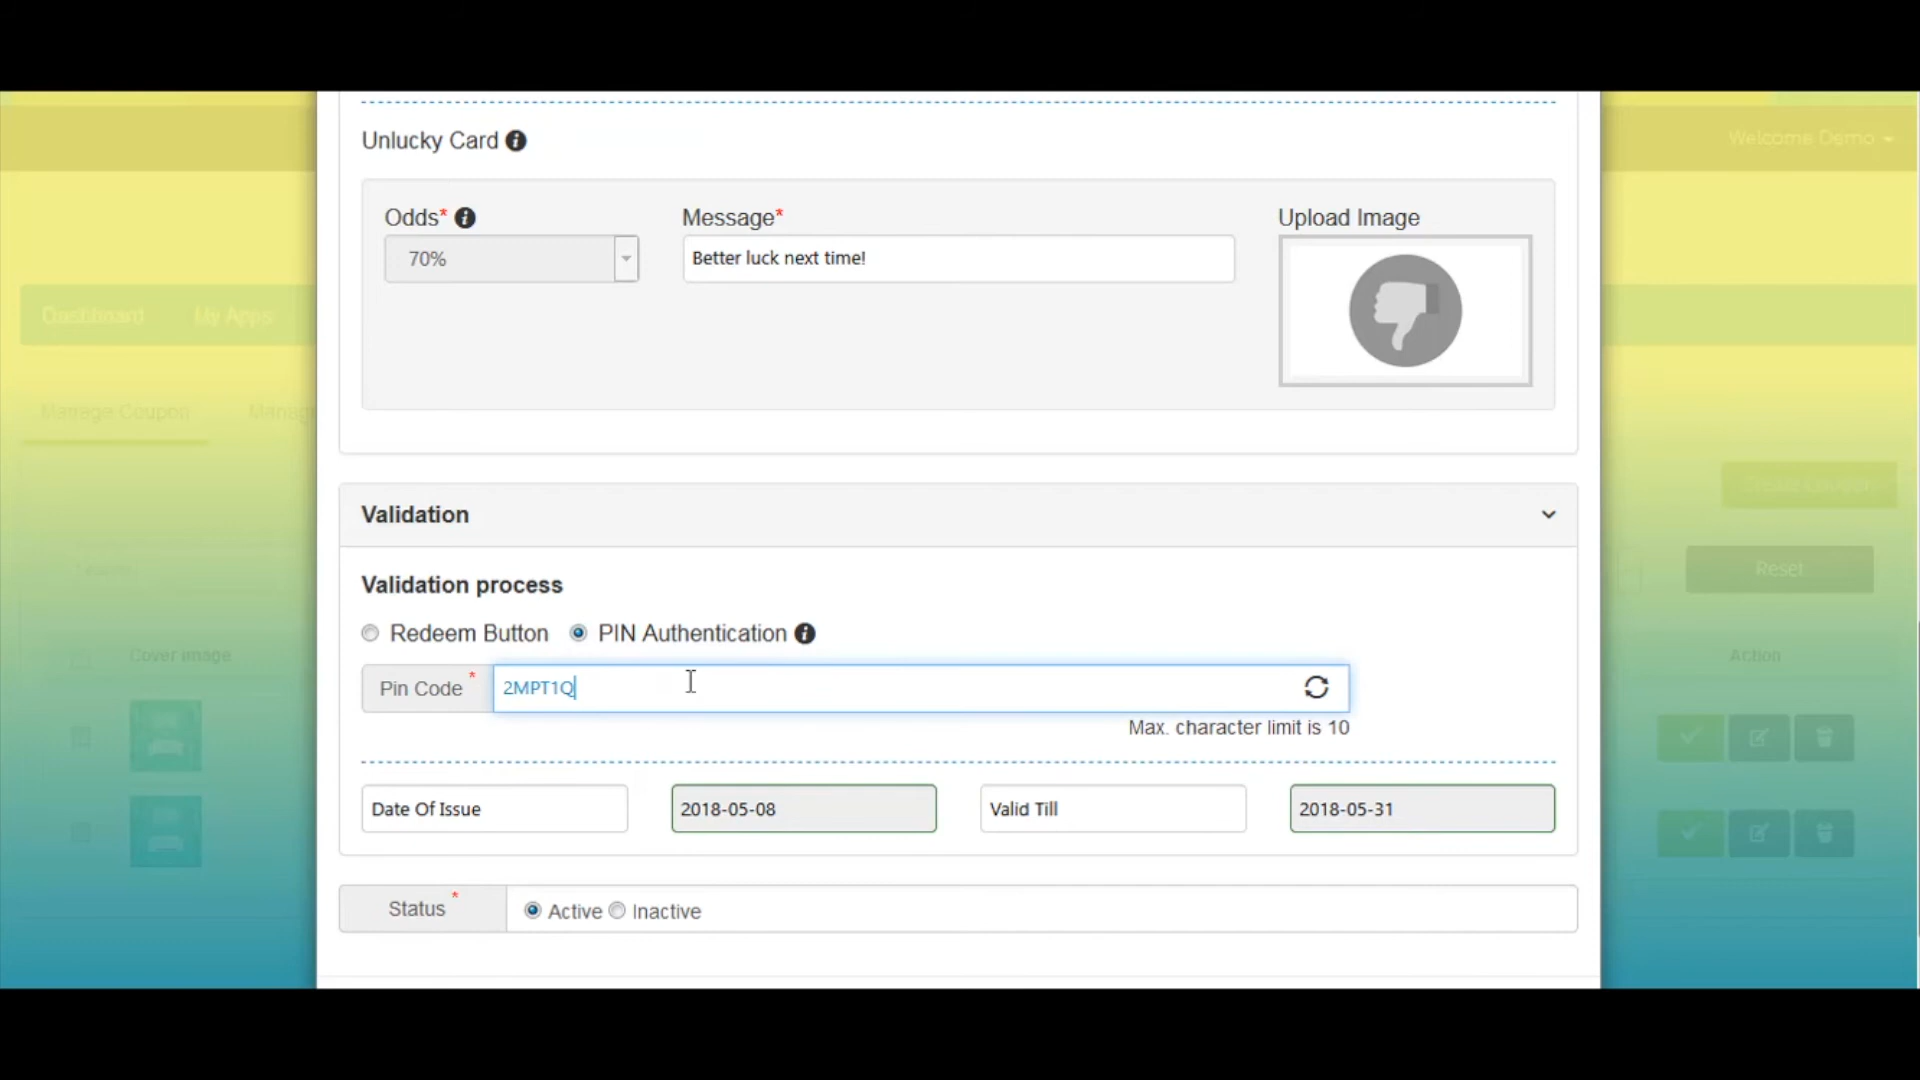 Unlucky Card
Welcome Demo
Odds* Message* Upload Image
70% Better luck next time!
Dashboard My Apps
Manage Coupon Manag
Validation
Reset
Validation process
Redeem Button PIN Authentication
Cover image Action
Pin Code * 2MPT1Q
Max. character limit is 10
Date Of Issue 2018-05-08 Valid Till 2018-05-31
Status * Active Inactive